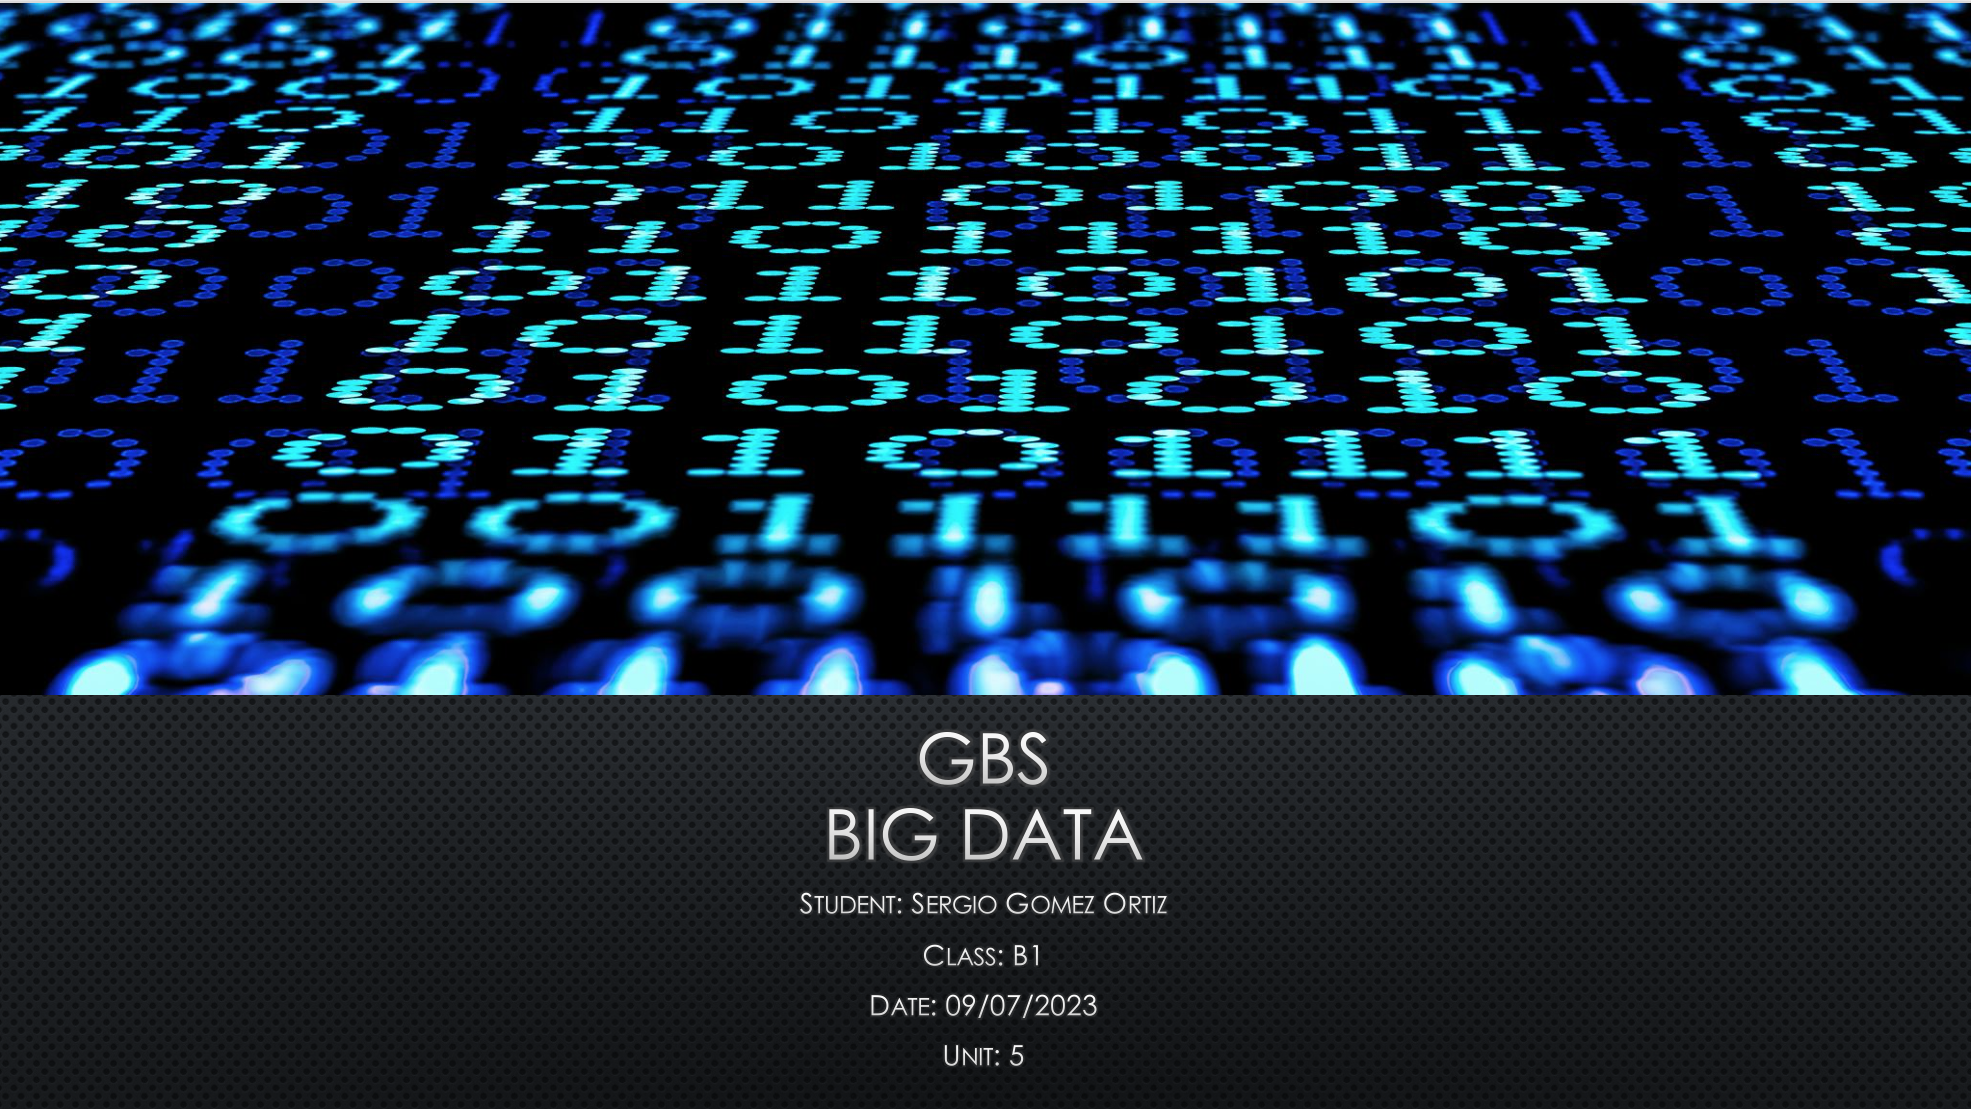 GBS
BIG DATA
STUDENT: SERGIO GOMEZ ORTIZ
CLASS: B1
DATE: 09/07/2023
UNIT: 5